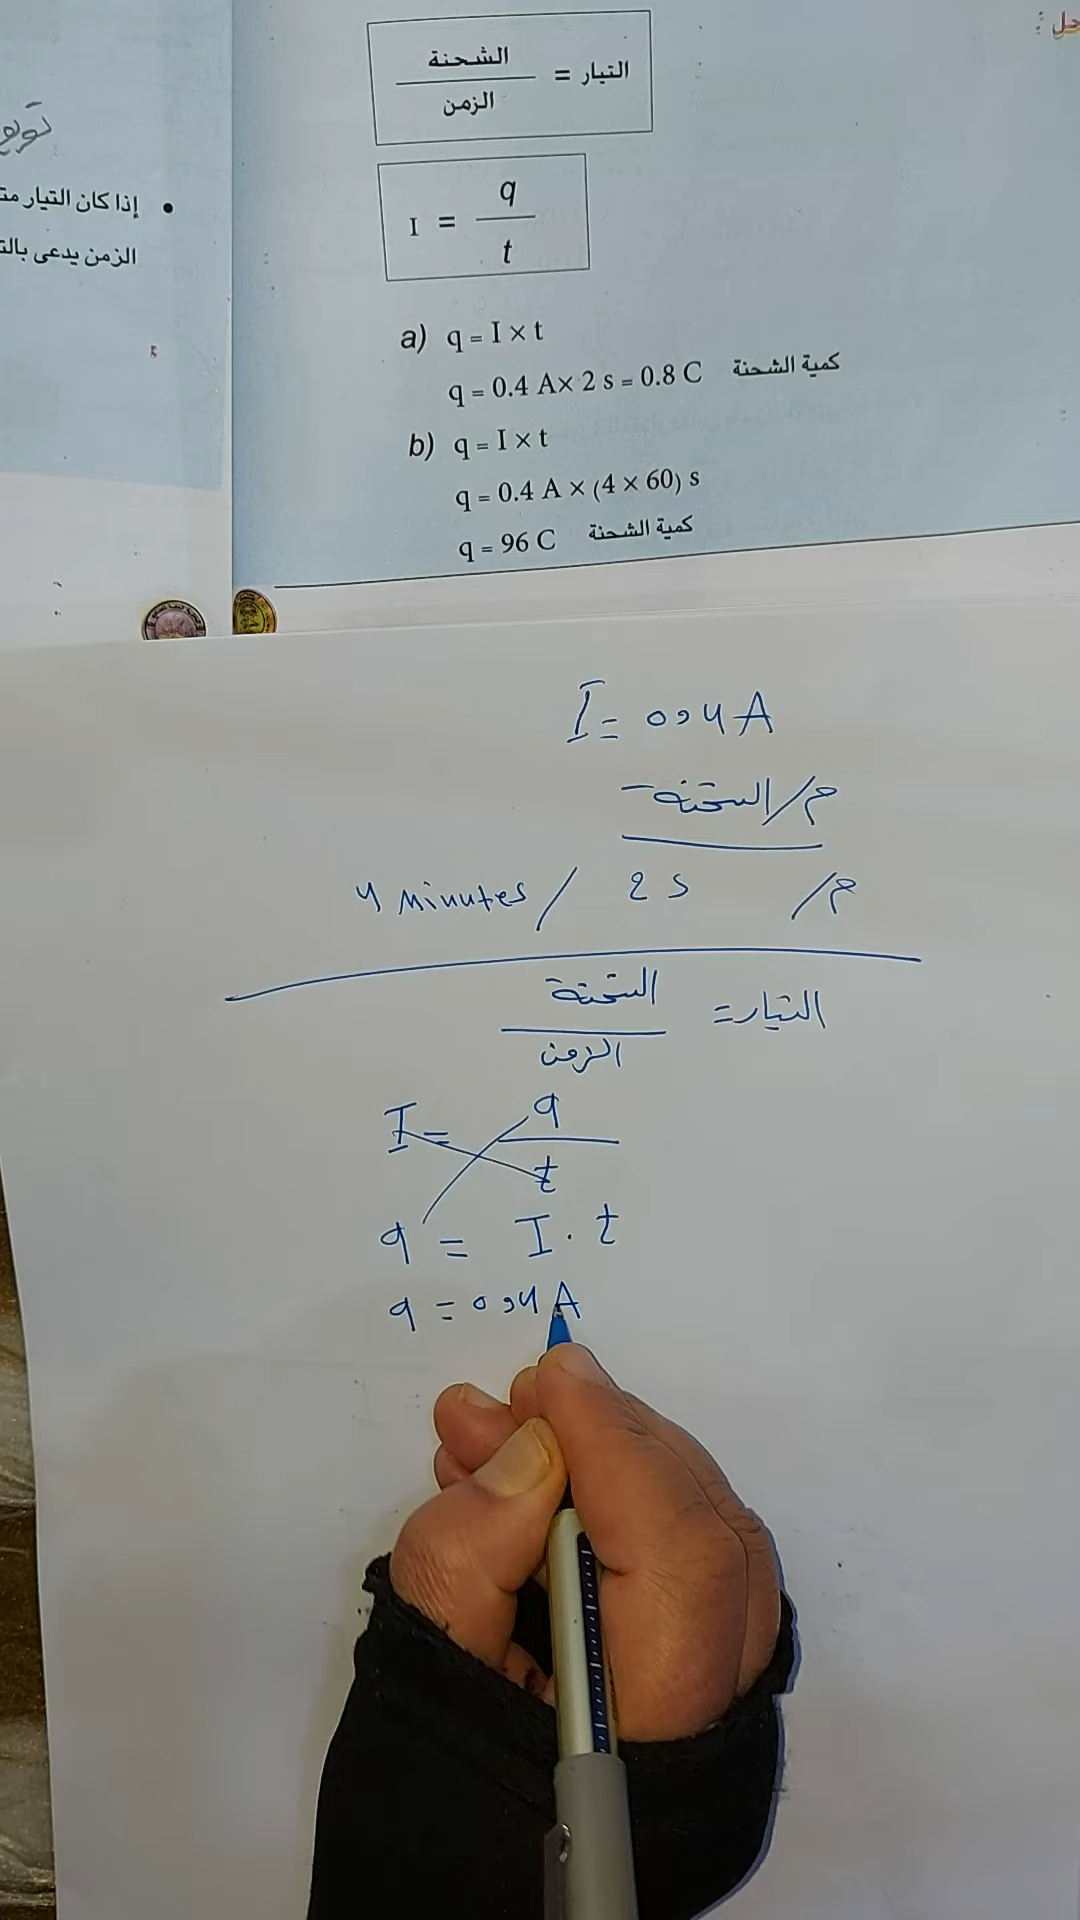 حل :
التيار = الشحنة / الزمن
I = q / t
a) q = I × t
q = 0.4 A× 2 s = 0.8 C كمية الشحنة
b) q = I × t
q = 0.4 A × (4 × 60) s
q = 96 C كمية الشحنة
• إذا كان التيار
الزمن يدعى
I = 0,4 A
م/ الشحنة
م/ 2 s / 4 minutes
التيار = الشحنة / الزمن
I = q / t
q = I . t
q = 0,4 A